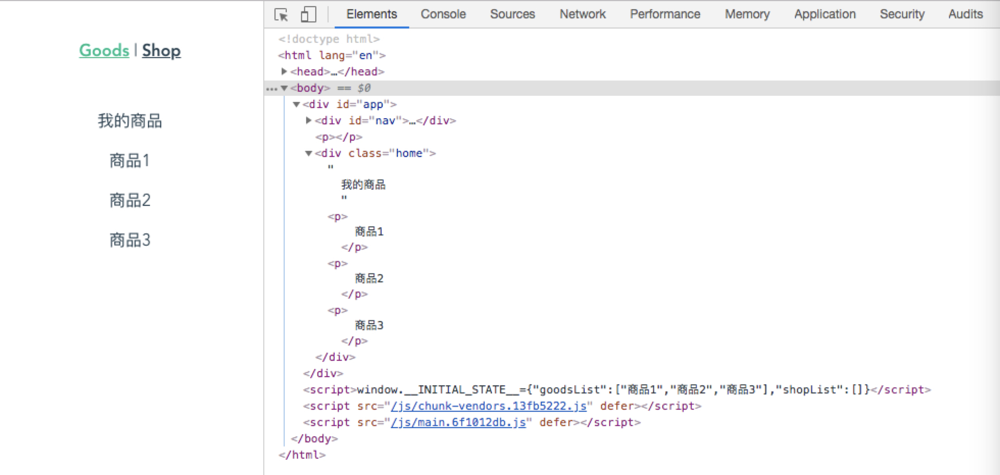 Goods | Shop
我的商品
商品1
商品2
商品3
Elements Console Sources Network Performance Memory Application Security Audits
<!doctype html>
<html lang="en">
<head>…</head>
<body> == $0
<div id="app">
<div id="nav">…</div>
<p></p>
<div class="home">
"
我的商品
"
<p>
商品1
</p>
<p>
商品2
</p>
<p>
商品3
</p>
</div>
</div>
<script>window.__INITIAL_STATE__={"goodsList":["商品1","商品2","商品3"],"shopList":[]}</script>
<script src="/js/chunk-vendors.13fb5222.js" defer></script>
<script src="/js/main.6f1012db.js" defer></script>
</body>
</html>